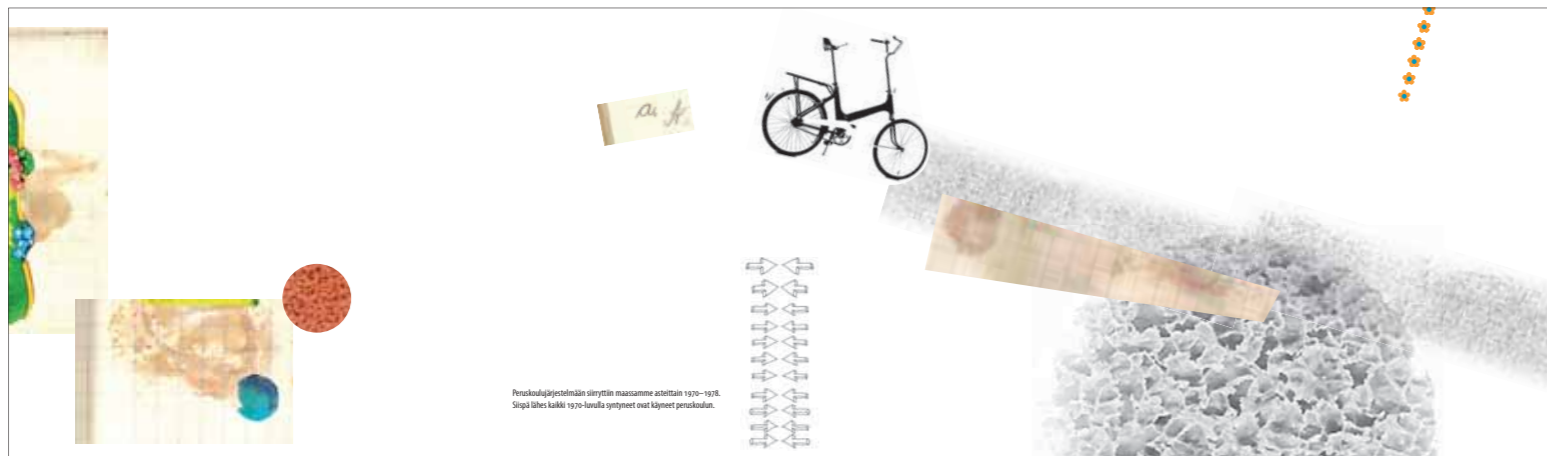 Peruskoulujärjestelmään siirryttiin maassamme asteittain 1970–1978.
Siispä lähes kaikki 1970-luvulla syntyneet ovat käyneet peruskoulun.